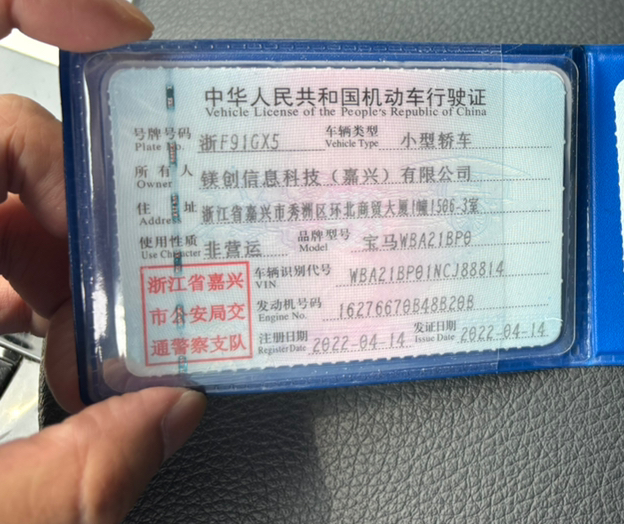 中华人民共和国机动车行驶证
Vehicle License of the People's Republic of China
号牌号码 浙F91GX5 车辆类型 小型轿车
Plate No. Vehicle Type
所有人 镁创信息科技（嘉兴）有限公司
Owner
住址 浙江省嘉兴市秀洲区环北商贸大厦1幢1506-3室
Address
使用性质 非营运 品牌型号 宝马WBA21BP0
Use Character Model
浙江省嘉兴
市公安局交
通警察支队
车辆识别代号 WBA21BP01NCJ88814
VIN
发动机号码 16276670B48B20B
Engine No.
注册日期 2022-04-14 发证日期 2022-04-14
Register Date Issue Date